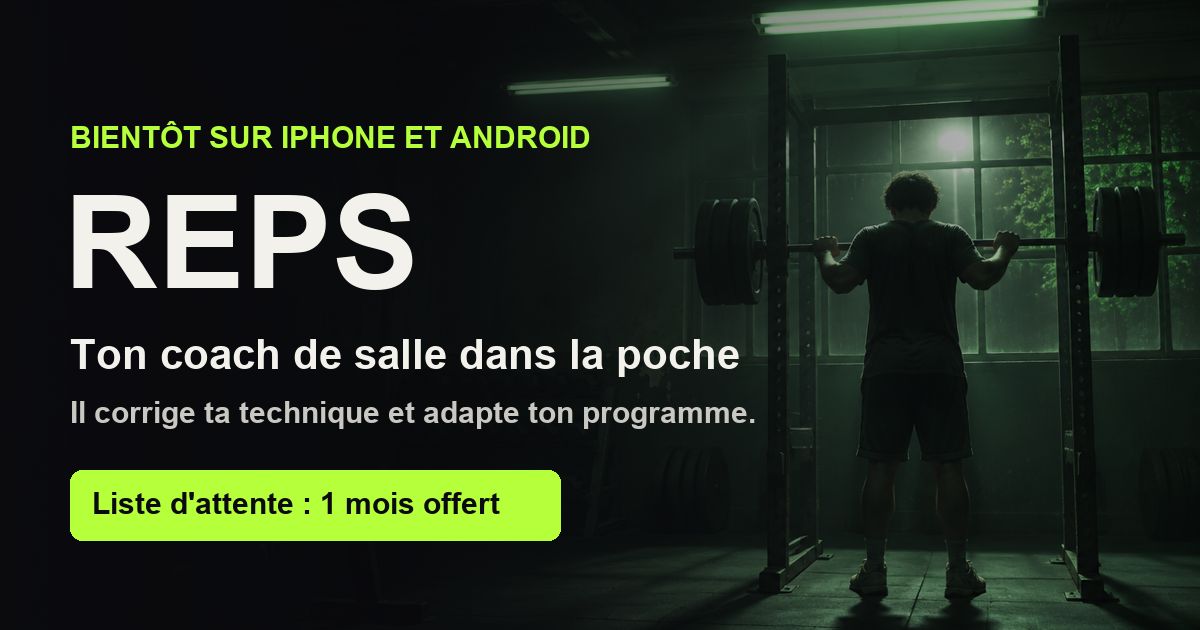 BIENTÔT SUR IPHONE ET ANDROID
REPS
Ton coach de salle dans la poche
Il corrige ta technique et adapte ton programme.
Liste d'attente : 1 mois offert